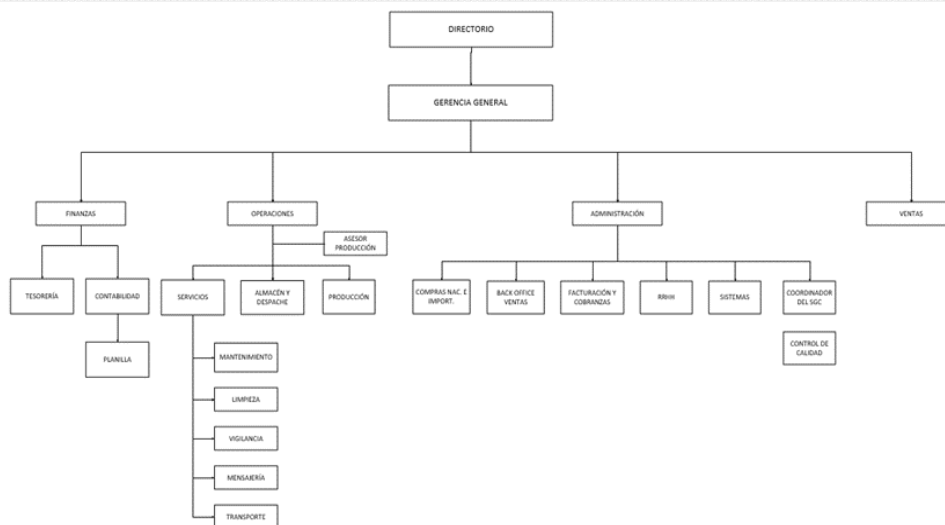 DIRECTORIO
GERENCIA GENERAL
FINANZAS
OPERACIONES
ADMINISTRACIÓN
VENTAS
ASESOR
PRODUCCIÓN
TESORERÍA
CONTABILIDAD
SERVICIOS
ALMACÉN Y
DESPACHE
PRODUCCIÓN
COMPRAS NAC. E
IMPORT.
BACK OFFICE
VENTAS
FACTURACIÓN Y
COBRANZAS
RRHH
SISTEMAS
COORDINADOR
DEL SGC
PLANILLA
MANTENIMIENTO
CONTROL DE
CALIDAD
LIMPIEZA
VIGILANCIA
MENSAJERÍA
TRANSPORTE